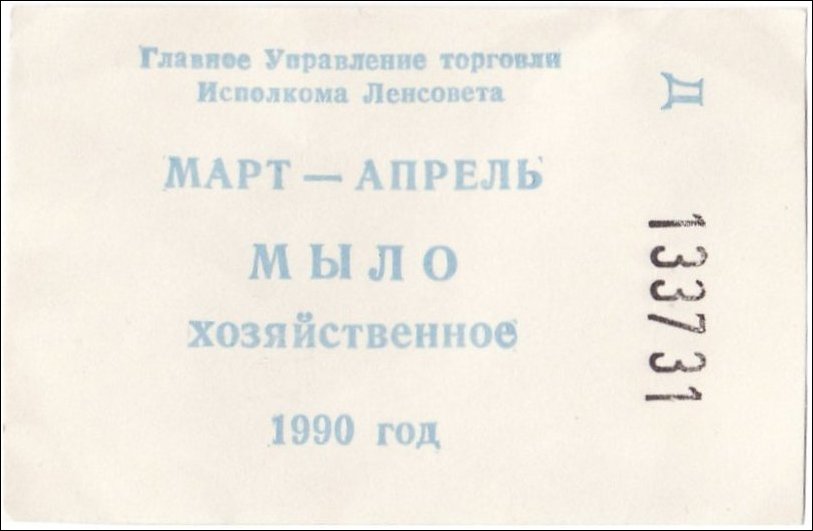 Главное Управление торговли
Исполкома Ленсовета
МАРТ — АПРЕЛЬ
МЫЛО
хозяйственное
1990 год
Д
133731